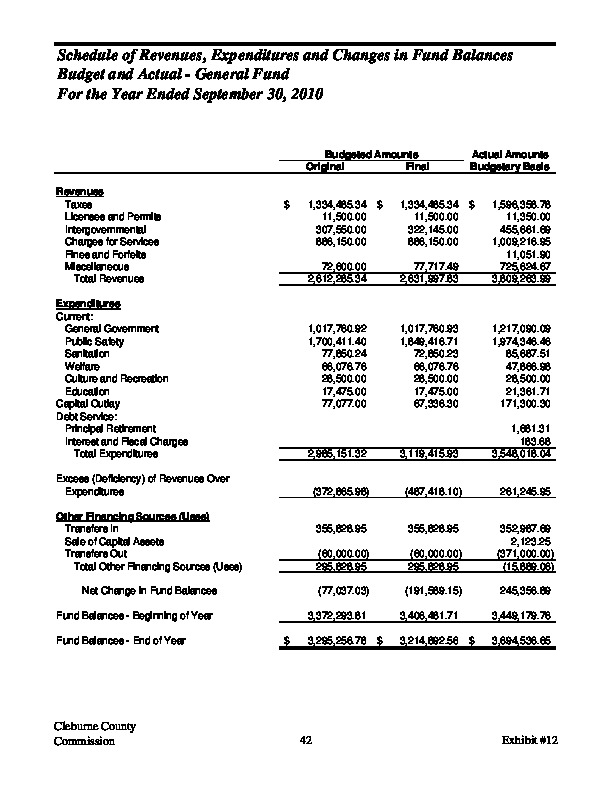 Schedule of Revenues, Expenditures and Changes in Fund Balances
Budget and Actual - General Fund
For the Year Ended September 30, 2010
Budgeted Amounts Actual Amounts
Original Final Budgetary Basis
Revenues
Taxes $ 1,334,485.34 $ 1,334,485.34 $ 1,596,358.78
Licenses and Permits 11,500.00 11,500.00 11,350.00
Intergovernmental 307,550.00 322,145.00 455,661.69
Charges for Services 886,150.00 886,150.00 1,009,216.95
Fines and Forfeits 11,051.90
Miscellaneous 72,600.00 77,717.49 725,624.67
Total Revenues 2,612,285.34 2,631,997.83 3,809,263.99
Expenditures
Current:
General Government 1,017,760.92 1,017,760.93 1,217,090.09
Public Safety 1,700,411.40 1,849,416.71 1,974,346.46
Sanitation 77,850.24 72,850.23 85,687.51
Welfare 66,076.76 66,076.76 47,866.98
Culture and Recreation 28,500.00 28,500.00 28,500.00
Education 17,475.00 17,475.00 21,361.71
Capital Outlay 77,077.00 67,336.30 171,300.30
Debt Service:
Principal Retirement 1,681.31
Interest and Fiscal Charges 183.68
Total Expenditures 2,985,151.32 3,119,415.93 3,548,018.04
Excess (Deficiency) of Revenues Over
Expenditures (372,865.98) (487,418.10) 261,245.95
Other Financing Sources (Uses)
Transfers In 355,828.95 355,828.95 352,987.69
Sale of Capital Assets 2,123.25
Transfers Out (60,000.00) (60,000.00) (371,000.00)
Total Other Financing Sources (Uses) 295,828.95 295,828.95 (15,889.06)
Net Change in Fund Balances (77,037.03) (191,589.15) 245,356.89
Fund Balances - Beginning of Year 3,372,293.81 3,406,481.71 3,449,179.76
Fund Balances - End of Year $ 3,295,256.78 $ 3,214,892.56 $ 3,694,536.65
Cleburne County
Commission 42 Exhibit #12